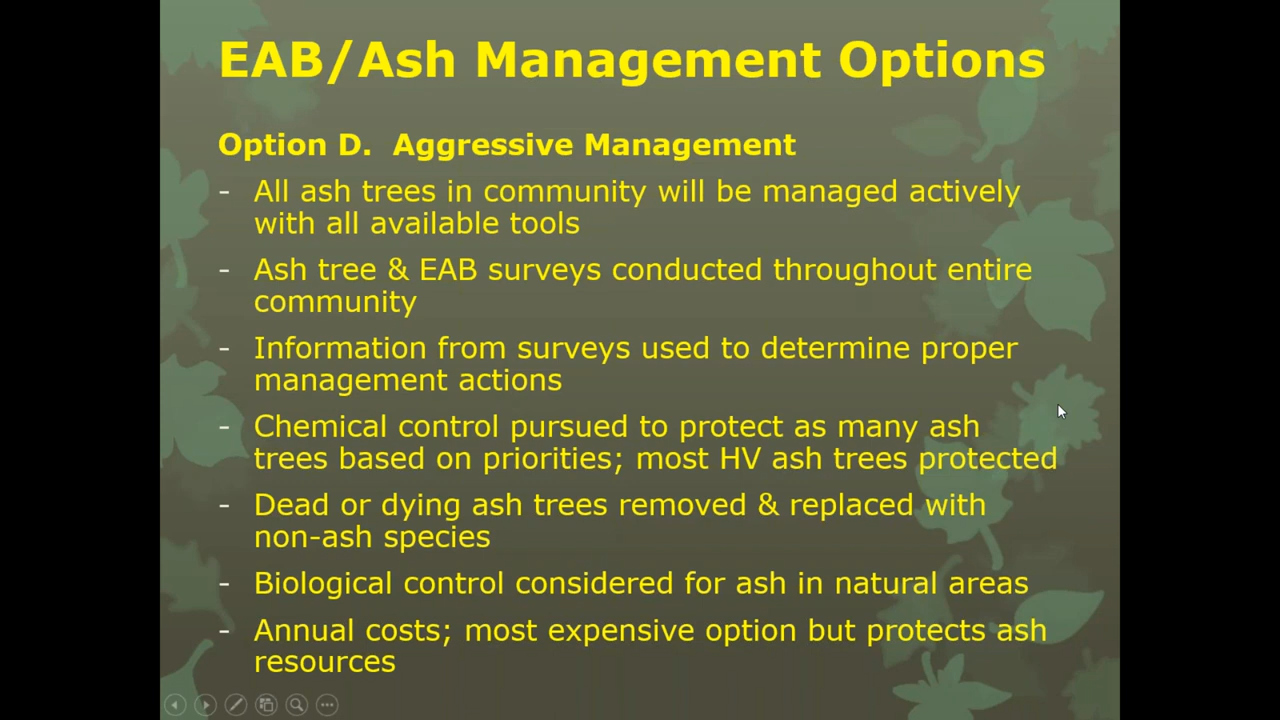 EAB/Ash Management Options
Option D.  Aggressive Management
- All ash trees in community will be managed actively
with all available tools
- Ash tree & EAB surveys conducted throughout entire
community
- Information from surveys used to determine proper
management actions
- Chemical control pursued to protect as many ash
trees based on priorities; most HV ash trees protected
- Dead or dying ash trees removed & replaced with
non-ash species
- Biological control considered for ash in natural areas
- Annual costs; most expensive option but protects ash
resources